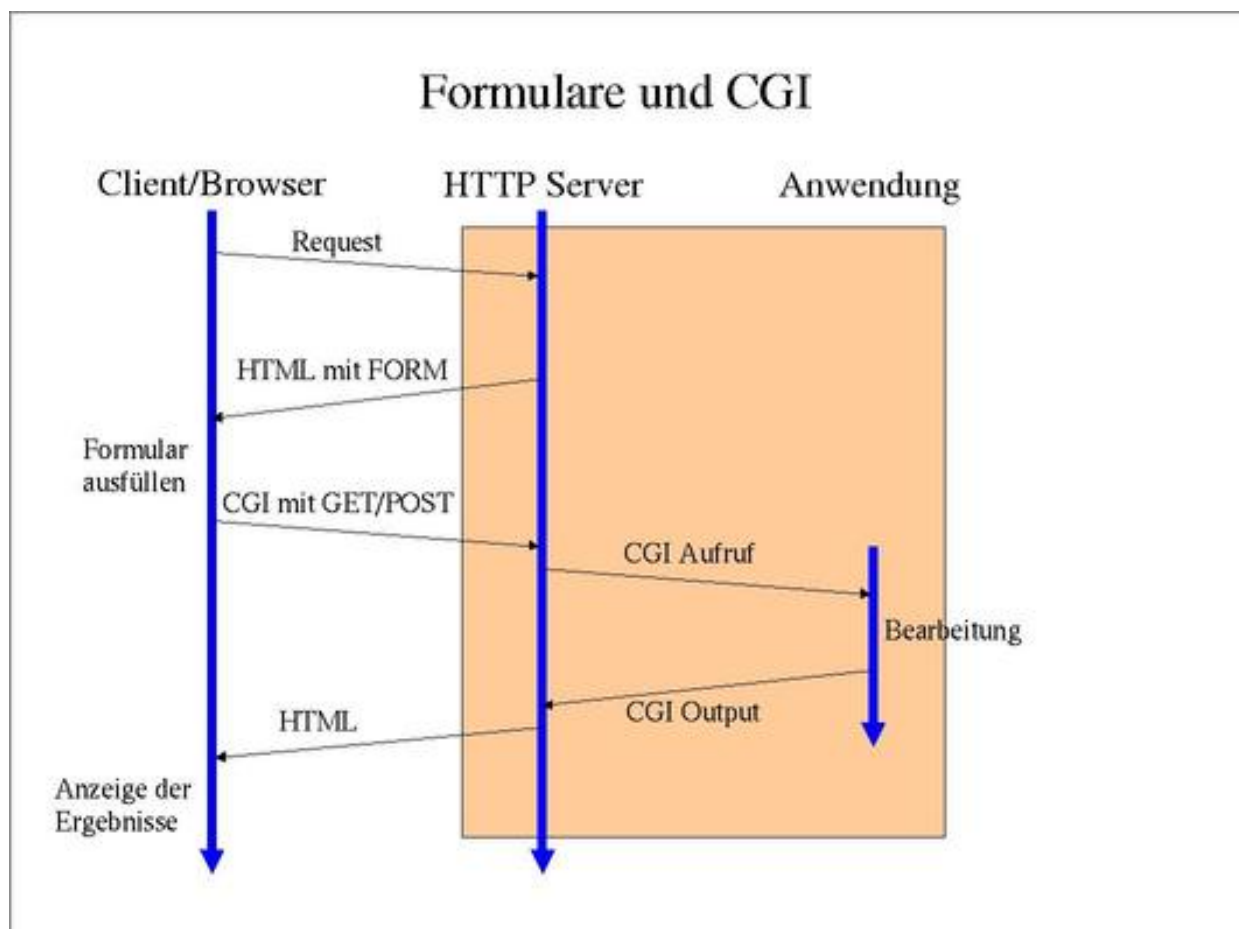 Formulare und CGI
Client/Browser
HTTP Server
Anwendung
Request
HTML mit FORM
Formular
ausfüllen
CGI mit GET/POST
CGI Aufruf
Bearbeitung
CGI Output
HTML
Anzeige der
Ergebnisse